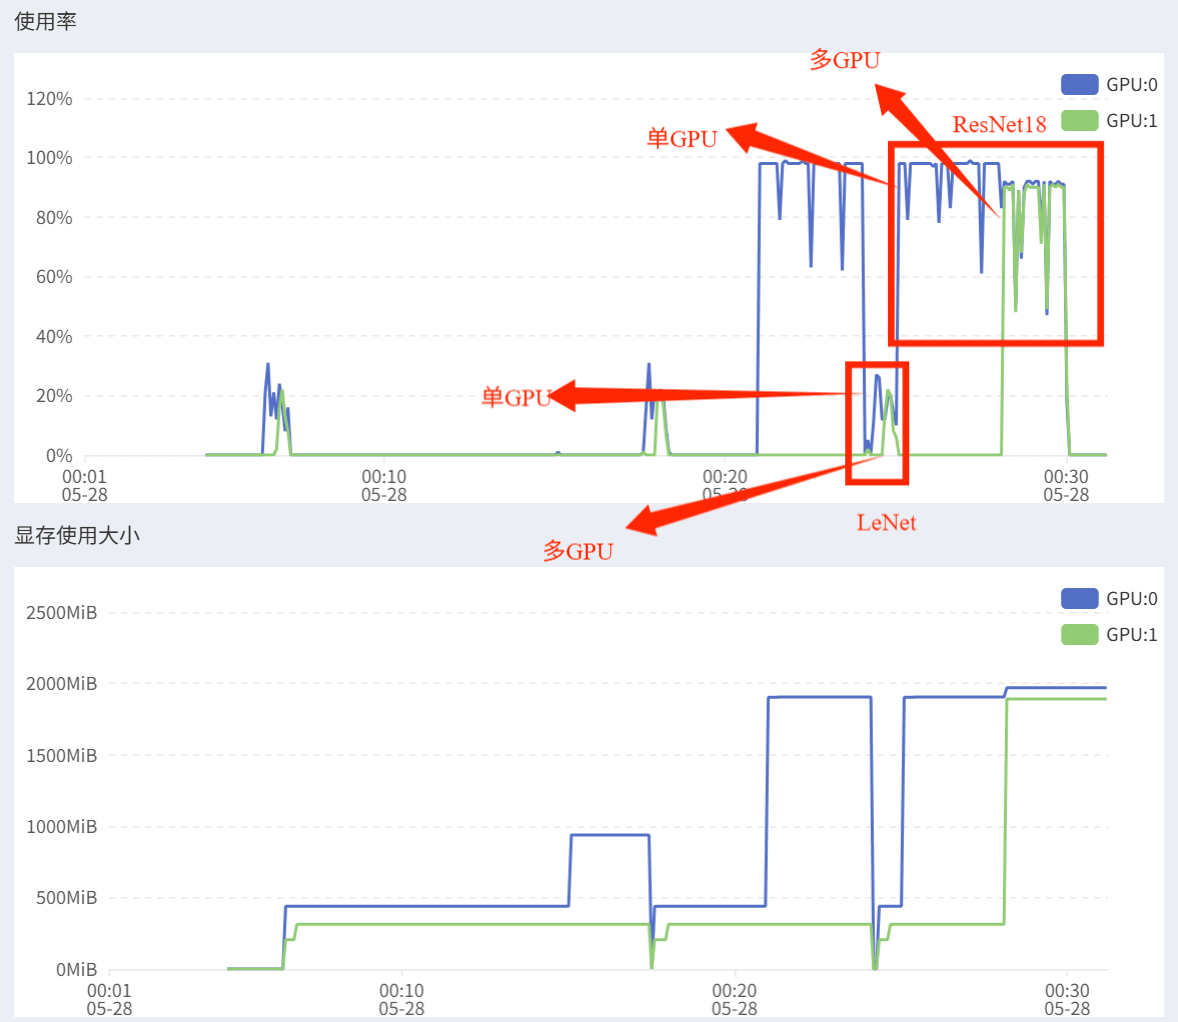 使用率
多GPU
GPU:0
120%
GPU:1
ResNet18
单GPU
100%
80%
60%
40%
单GPU
20%
0%
00:01
05-28
00:10
05-28
00:20
05-28
00:30
05-28
LeNet
显存使用大小
多GPU
GPU:0
2500MiB
GPU:1
2000MiB
1500MiB
1000MiB
500MiB
0MiB
00:01
05-28
00:10
05-28
00:20
05-28
00:30
05-28